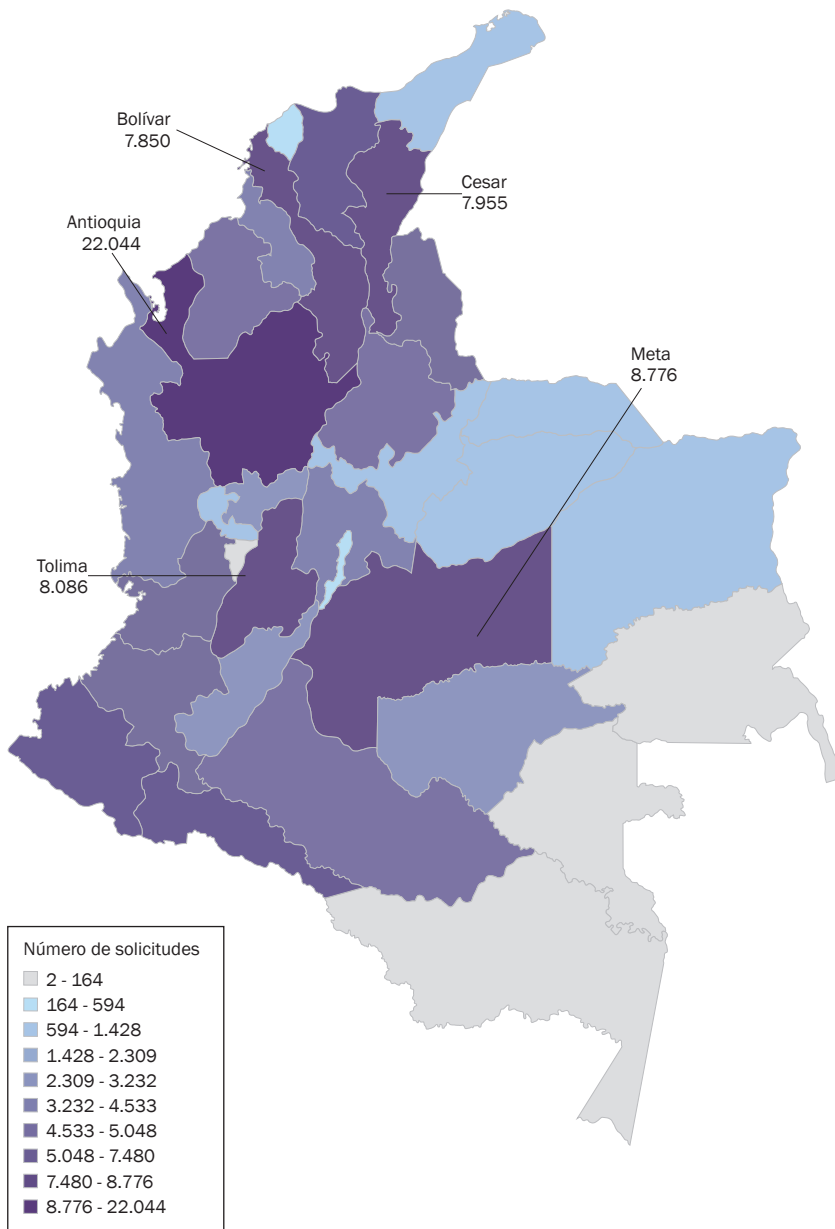 Bolívar
7.850
Cesar
7.955
Antioquia
22.044
Meta
8.776
Tolima
8.086
Número de solicitudes
2 - 164
164 - 594
594 - 1.428
1.428 - 2.309
2.309 - 3.232
3.232 - 4.533
4.533 - 5.048
5.048 - 7.480
7.480 - 8.776
8.776 - 22.044